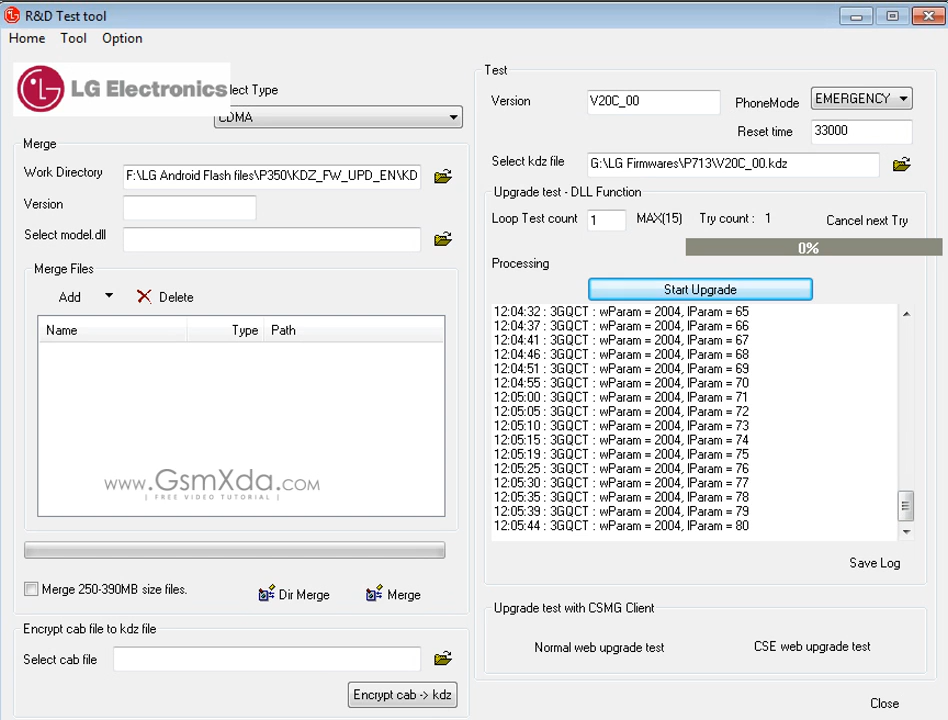 R&D Test tool
Home Tool Option
LG Electronics
lect Type
CDMA
Merge
Work Directory F:\LG Android Flash files\P350\KDZ_FW_UPD_EN\KD
Version
Select model.dll
Merge Files
Add Delete
Name Type Path
www.GsmXda.com
| FREE VIDEO TUTORIAL |
Merge 250-390MB size files.
Dir Merge Merge
Encrypt cab file to kdz file
Select cab file
Encrypt cab -> kdz
Test
Version V20C_00 PhoneMode EMERGENCY
Reset time 33000
Select kdz file G:\LG Firmwares\P713\V20C_00.kdz
Upgrade test - DLL Function
Loop Test count 1 MAX(15) Try count : 1 Cancel next Try
0%
Processing
Start Upgrade
12:04:32 : 3GQCT : wParam = 2004, lParam = 65
12:04:37 : 3GQCT : wParam = 2004, lParam = 66
12:04:41 : 3GQCT : wParam = 2004, lParam = 67
12:04:46 : 3GQCT : wParam = 2004, lParam = 68
12:04:51 : 3GQCT : wParam = 2004, lParam = 69
12:04:55 : 3GQCT : wParam = 2004, lParam = 70
12:05:00 : 3GQCT : wParam = 2004, lParam = 71
12:05:05 : 3GQCT : wParam = 2004, lParam = 72
12:05:10 : 3GQCT : wParam = 2004, lParam = 73
12:05:15 : 3GQCT : wParam = 2004, lParam = 74
12:05:19 : 3GQCT : wParam = 2004, lParam = 75
12:05:25 : 3GQCT : wParam = 2004, lParam = 76
12:05:30 : 3GQCT : wParam = 2004, lParam = 77
12:05:35 : 3GQCT : wParam = 2004, lParam = 78
12:05:39 : 3GQCT : wParam = 2004, lParam = 79
12:05:44 : 3GQCT : wParam = 2004, lParam = 80
Save Log
Upgrade test with CSMG Client
Normal web upgrade test CSE web upgrade test
Close